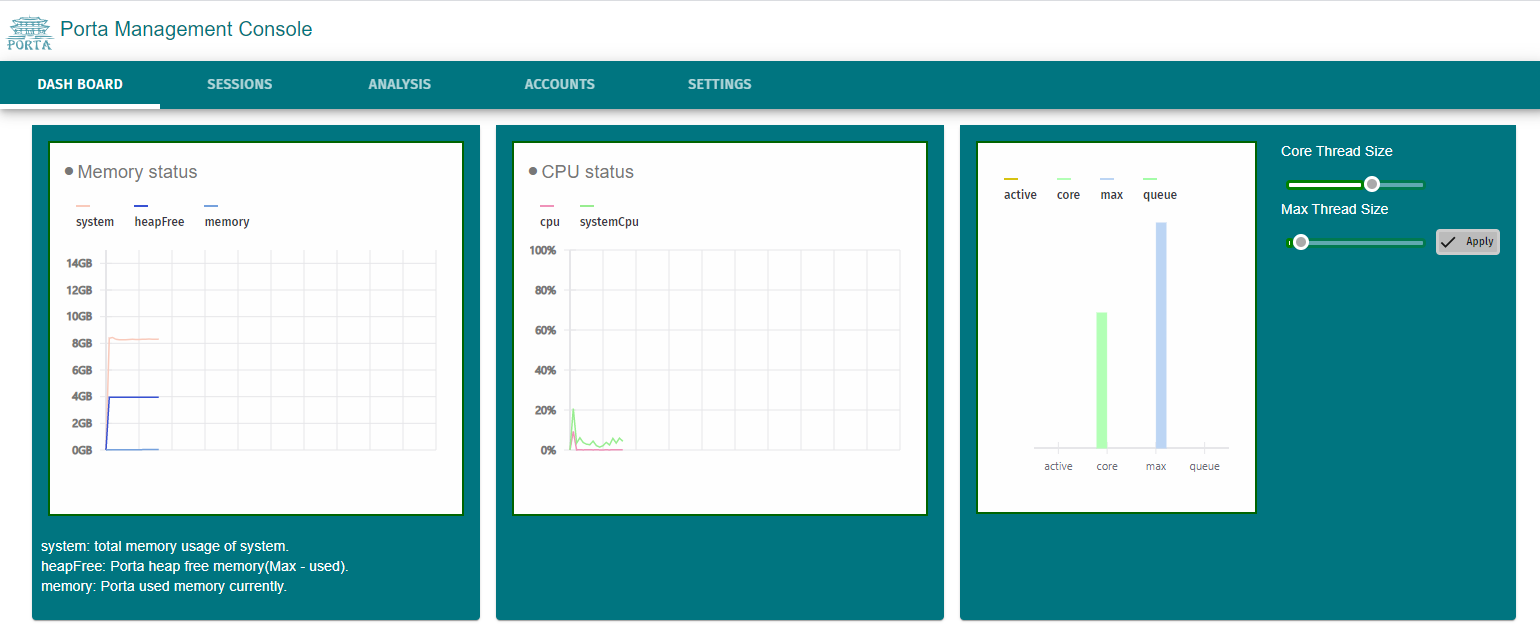 PORTA
Porta Management Console
DASH BOARD SESSIONS ANALYSIS ACCOUNTS SETTINGS
Memory status
system heapFree memory
14GB
12GB
10GB
8GB
6GB
4GB
2GB
0GB
system: total memory usage of system.
heapFree: Porta heap free memory(Max - used).
memory: Porta used memory currently.
CPU status
cpu systemCpu
100%
80%
60%
40%
20%
0%
active core max queue
active core max queue
Core Thread Size
Max Thread Size
Apply